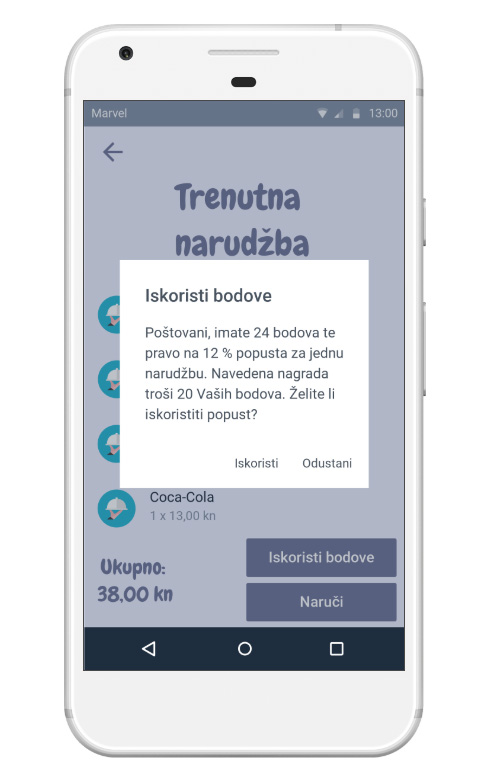 Marvel
13:00
Trenutna
narudžba
Iskoristi bodove
Poštovani, imate 24 bodova te
pravo na 12 % popusta za jednu
narudžbu. Navedena nagrada
troši 20 Vaših bodova. Želite li
iskoristiti popust?
Iskoristi Odustani
Coca-Cola
1 x 13,00 kn
Ukupno:
38,00 kn
Iskoristi bodove
Naruči